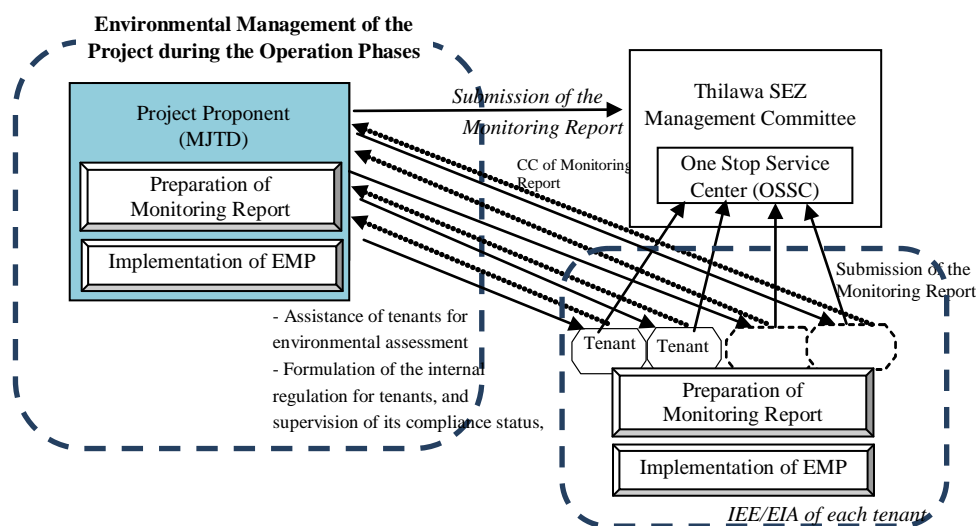 Environmental Management of the
Project during the Operation Phases
Project Proponent
(MJTD)
Preparation of
Monitoring Report
Implementation of EMP
Submission of the
Monitoring Report
Thilawa SEZ
Management Committee
One Stop Service
Center (OSSC)
CC of Monitoring
Report
Submission of the
Monitoring Report
- Assistance of tenants for
environmental assessment
- Formulation of the internal
regulation for tenants, and
supervision of its compliance status,
Tenant
Tenant
Preparation of
Monitoring Report
Implementation of EMP
IEE/EIA of each tenant